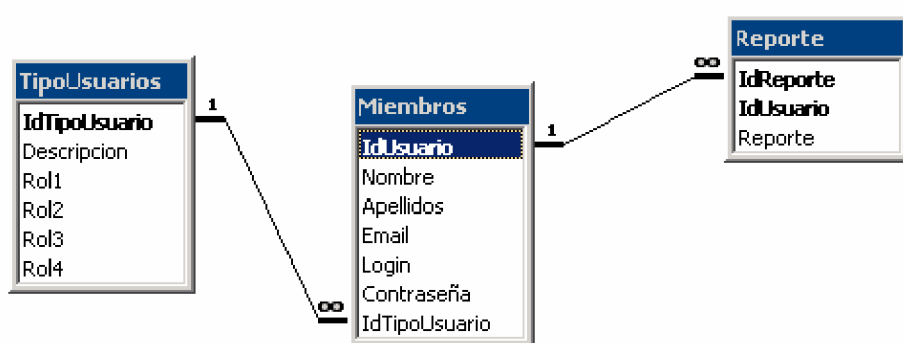 TipoUsuarios
IdTipoUsuario
Descripcion
Rol1
Rol2
Rol3
Rol4
1
∞
Miembros
IdUsuario
Nombre
Apellidos
Email
Login
Contraseña
IdTipoUsuario
1
∞
Reporte
IdReporte
IdUsuario
Reporte